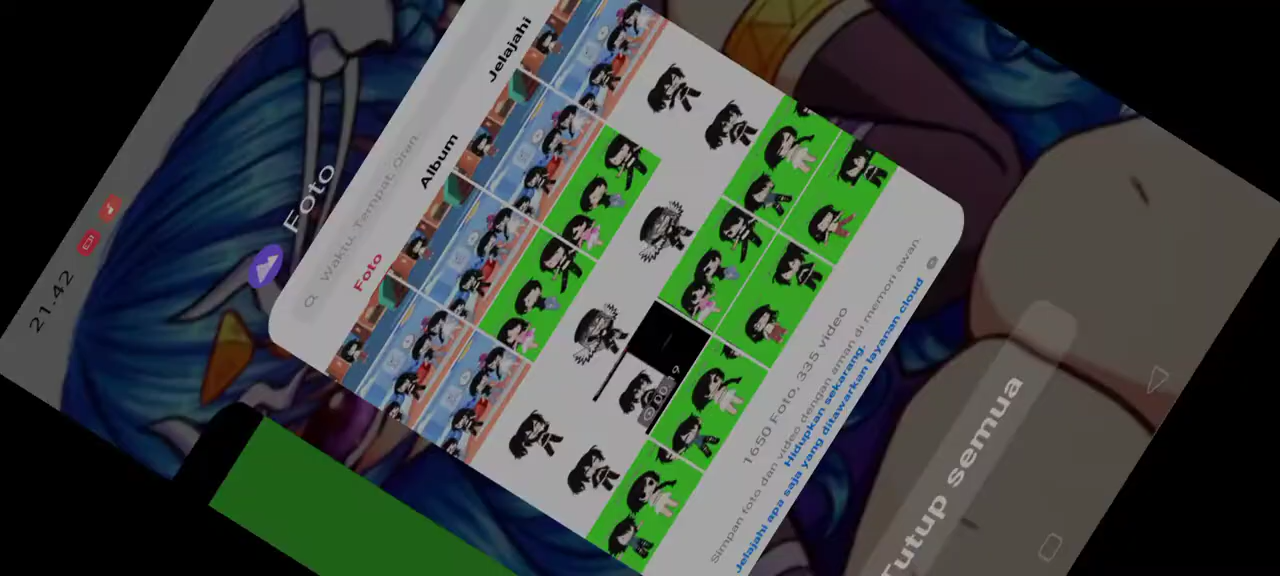 21.42
Foto
Waktu, Tempat, Oran
Foto
Album
Jelajahi
1650 Foto, 335 video
Simpan foto dan video dengan aman di memori awan
Hidupkan sekarang.
Jelajahi apa saja yang ditawarkan layanan cloud
Tutup semua